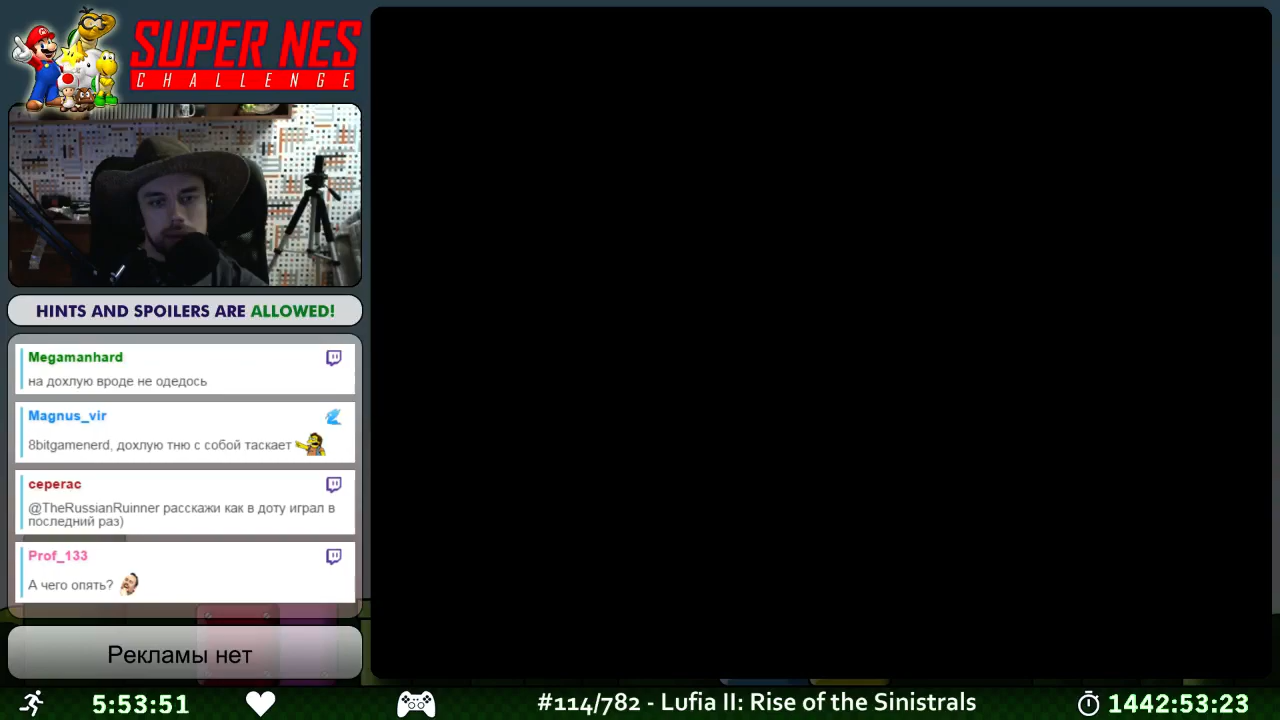 SUPER NES
CHALLENGE
HINTS AND SPOILERS ARE ALLOWED!
Megamanhard
на дохлую вроде не одедось
Magnus_vir
8bitgamenerd, дохлую тню с собой таскает
ceperac
@TheRussianRuinner расскажи как в доту играл в
последний раз)
Prof_133
А чего опять?
Рекламы нет
5:53:51
#114/782 - Lufia II: Rise of the Sinistrals
1442:53:23